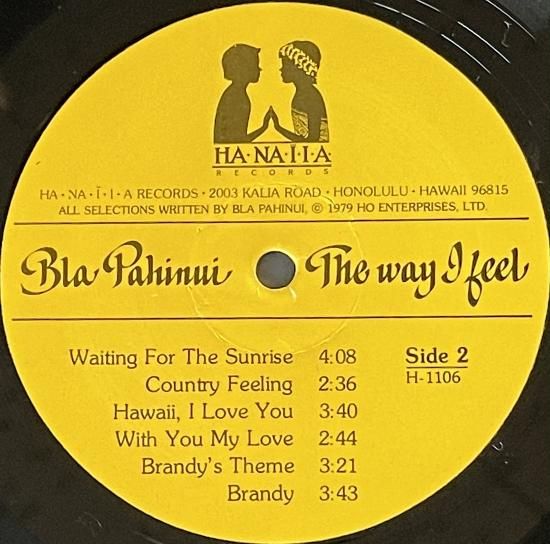 HA·NA·Ī·I·A
RECORDS
HA·NA·Ī·I·A RECORDS · 2003 KALIA ROAD · HONOLULU · HAWAII 96815
ALL SELECTIONS WRITTEN BY BLA PAHINUI, © 1979 HO ENTERPRISES, LTD.
Bla Pahinui The way I feel
Waiting For The Sunrise 4:08 Side 2
Country Feeling 2:36 H-1106
Hawaii, I Love You 3:40
With You My Love 2:44
Brandy's Theme 3:21
Brandy 3:43